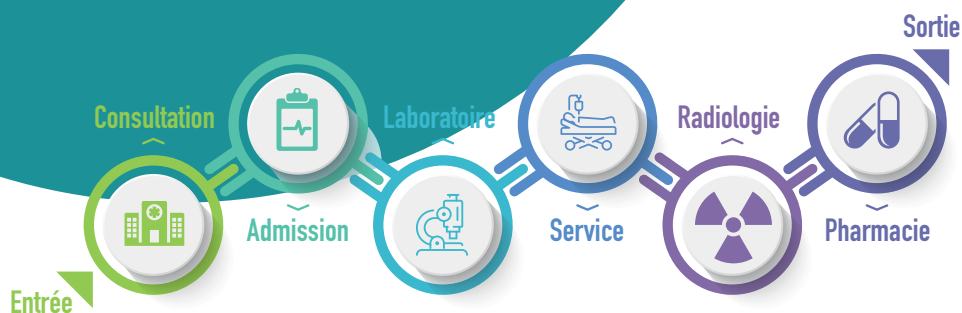 Sortie
Consultation
Laboratoire
Radiologie
Admission
Service
Pharmacie
Entrée